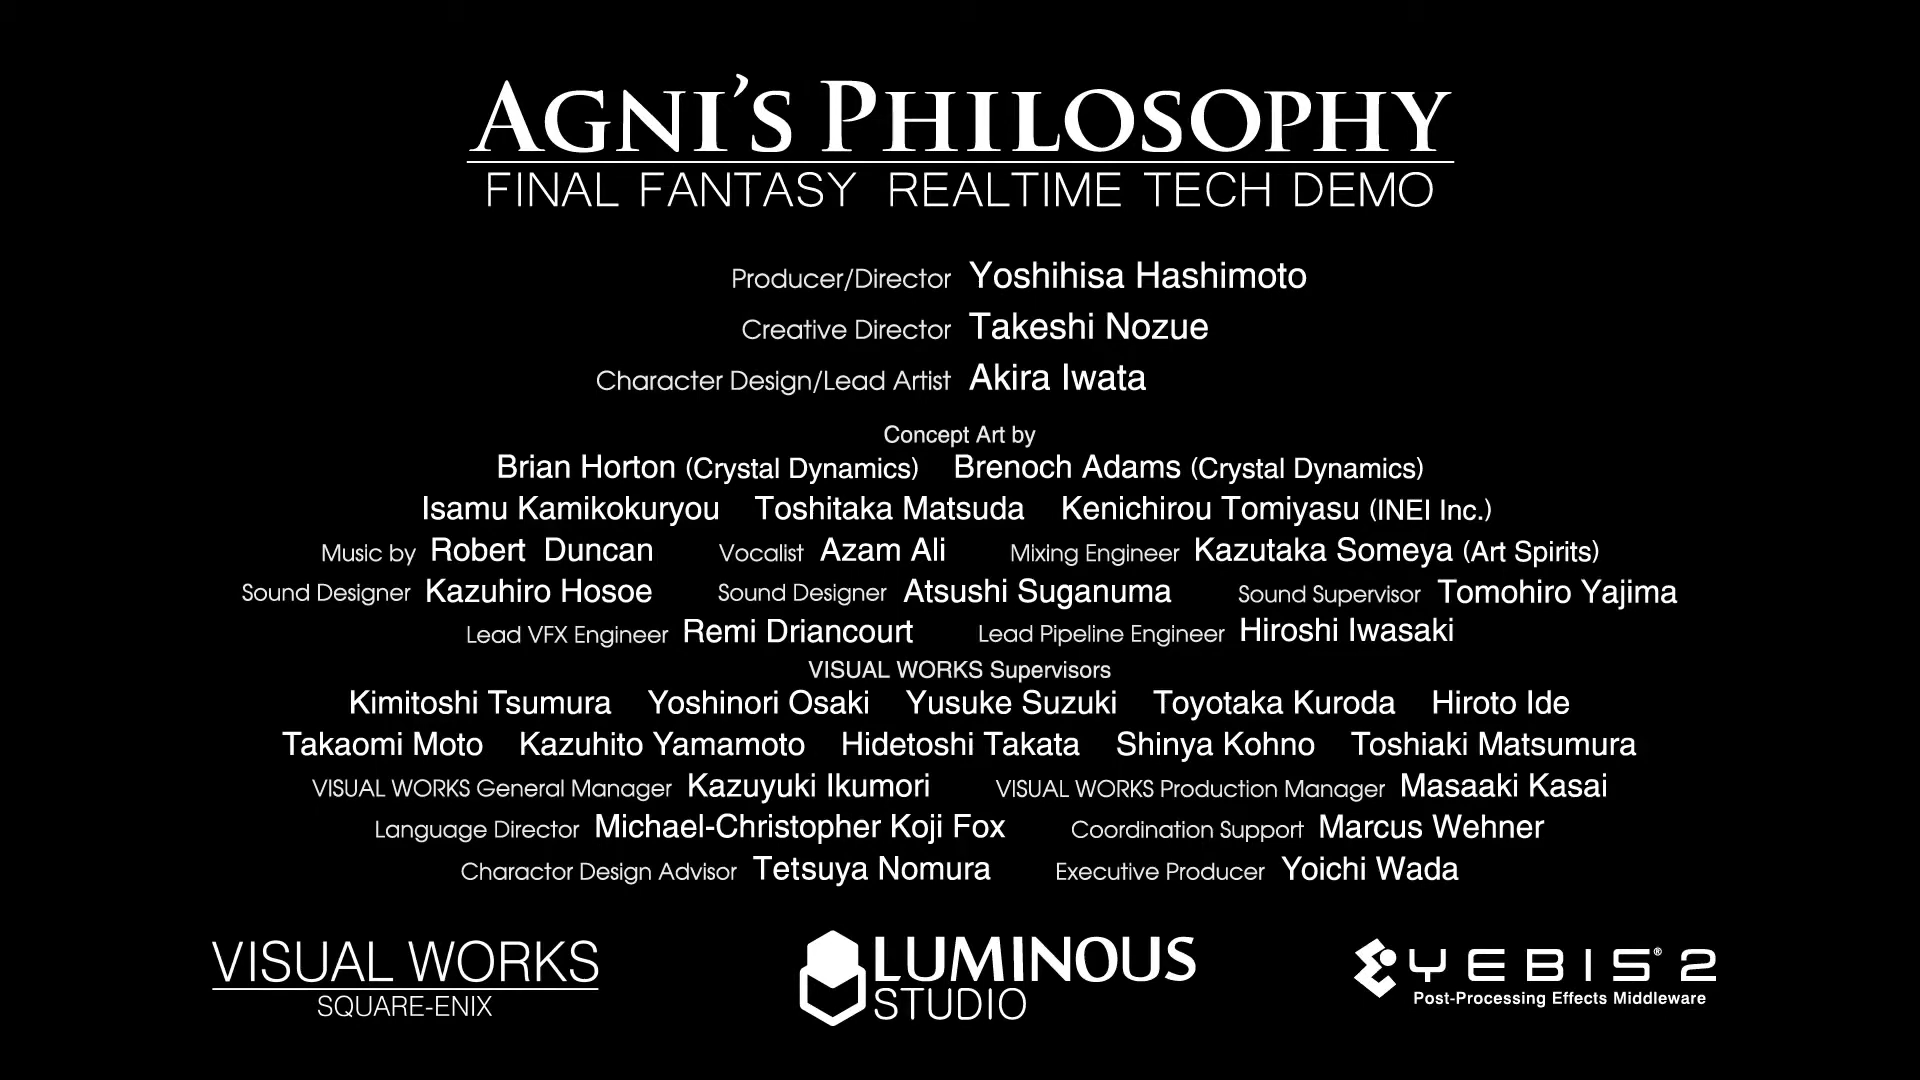 AGNI'S PHILOSOPHY
FINAL FANTASY REALTIME TECH DEMO
Producer/Director Yoshihisa Hashimoto
Creative Director Takeshi Nozue
Character Design/Lead Artist Akira Iwata
Concept Art by
Brian Horton (Crystal Dynamics) Brenoch Adams (Crystal Dynamics)
Isamu Kamikokuryou Toshitaka Matsuda Kenichirou Tomiyasu (INEI Inc.)
Music by Robert Duncan Vocalist Azam Ali Mixing Engineer Kazutaka Someya (Art Spirits)
Sound Designer Kazuhiro Hosoe Sound Designer Atsushi Suganuma Sound Supervisor Tomohiro Yajima
Lead VFX Engineer Remi Driancourt Lead Pipeline Engineer Hiroshi Iwasaki
VISUAL WORKS Supervisors
Kimitoshi Tsumura Yoshinori Osaki Yusuke Suzuki Toyotaka Kuroda Hiroto Ide
Takaomi Moto Kazuhito Yamamoto Hidetoshi Takata Shinya Kohno Toshiaki Matsumura
VISUAL WORKS General Manager Kazuyuki Ikumori VISUAL WORKS Production Manager Masaaki Kasai
Language Director Michael-Christopher Koji Fox Coordination Support Marcus Wehner
Charactor Design Advisor Tetsuya Nomura Executive Producer Yoichi Wada
VISUAL WORKS
SQUARE-ENIX
LUMINOUS
STUDIO
YEBIS® 2
Post-Processing Effects Middleware